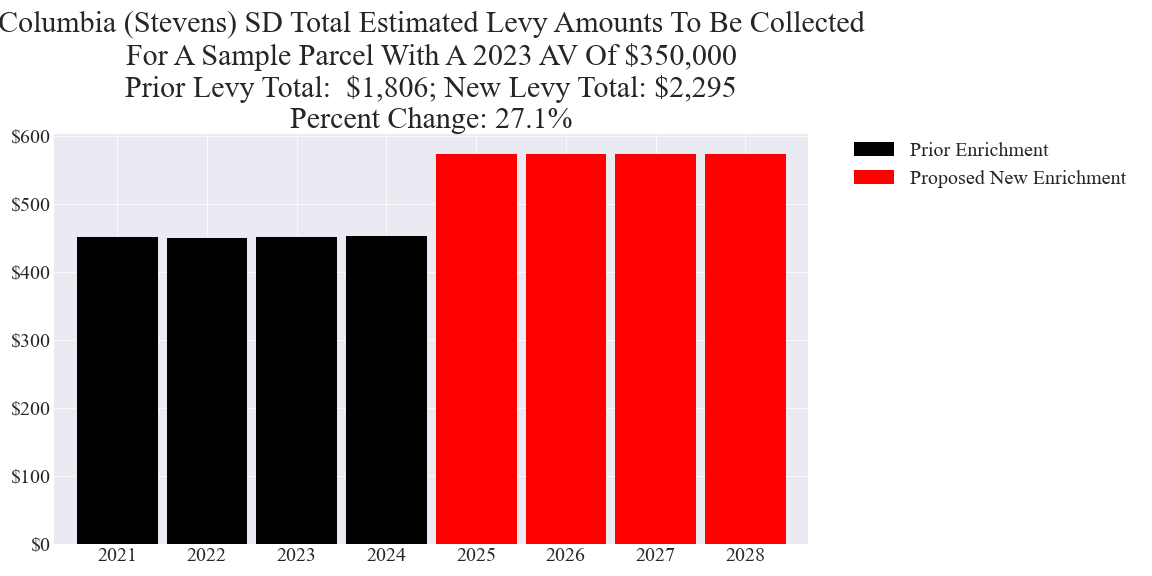 Columbia (Stevens) SD Total Estimated Levy Amounts To Be Collected
For A Sample Parcel With A 2023 AV Of $350,000
Prior Levy Total:  $1,806; New Levy Total: $2,295
Percent Change: 27.1%
$600
$500
$400
$300
$200
$100
$0
2021 2022 2023 2024 2025 2026 2027 2028
Prior Enrichment
Proposed New Enrichment